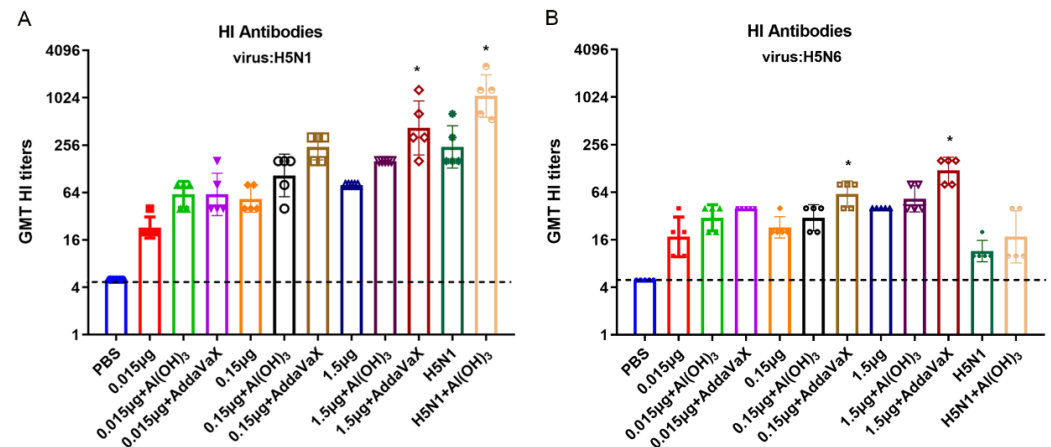 A
HI Antibodies
virus:H5N1
GMT HI titers
4096
1024
256
64
16
4
1
*
*
PBS
0.015μg
0.015μg+Al(OH)₃
0.015μg+AddaVaX
0.15μg
0.15μg+Al(OH)₃
0.15μg+AddaVaX
1.5μg
1.5μg+Al(OH)₃
1.5μg+AddaVaX
H5N1
H5N1+Al(OH)₃
B
HI Antibodies
virus:H5N6
GMT HI titers
4096
1024
256
64
16
4
1
*
*
PBS
0.015μg
0.015μg+Al(OH)₃
0.015μg+AddaVaX
0.15μg
0.15μg+Al(OH)₃
0.15μg+AddaVaX
1.5μg
1.5μg+Al(OH)₃
1.5μg+AddaVaX
H5N1
H5N1+Al(OH)₃